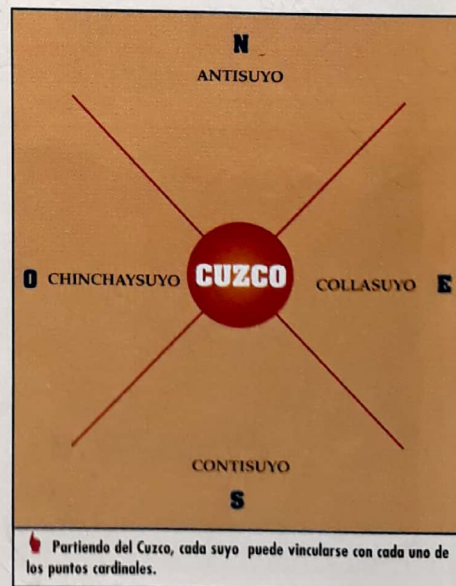 N
ANTISUYO
O CHINCHAYSUYO CUZCO COLLASUYO E
CONTISUYO
S
Partiendo del Cuzco, cada suyo puede vincularse con cada uno de
los puntos cardinales.